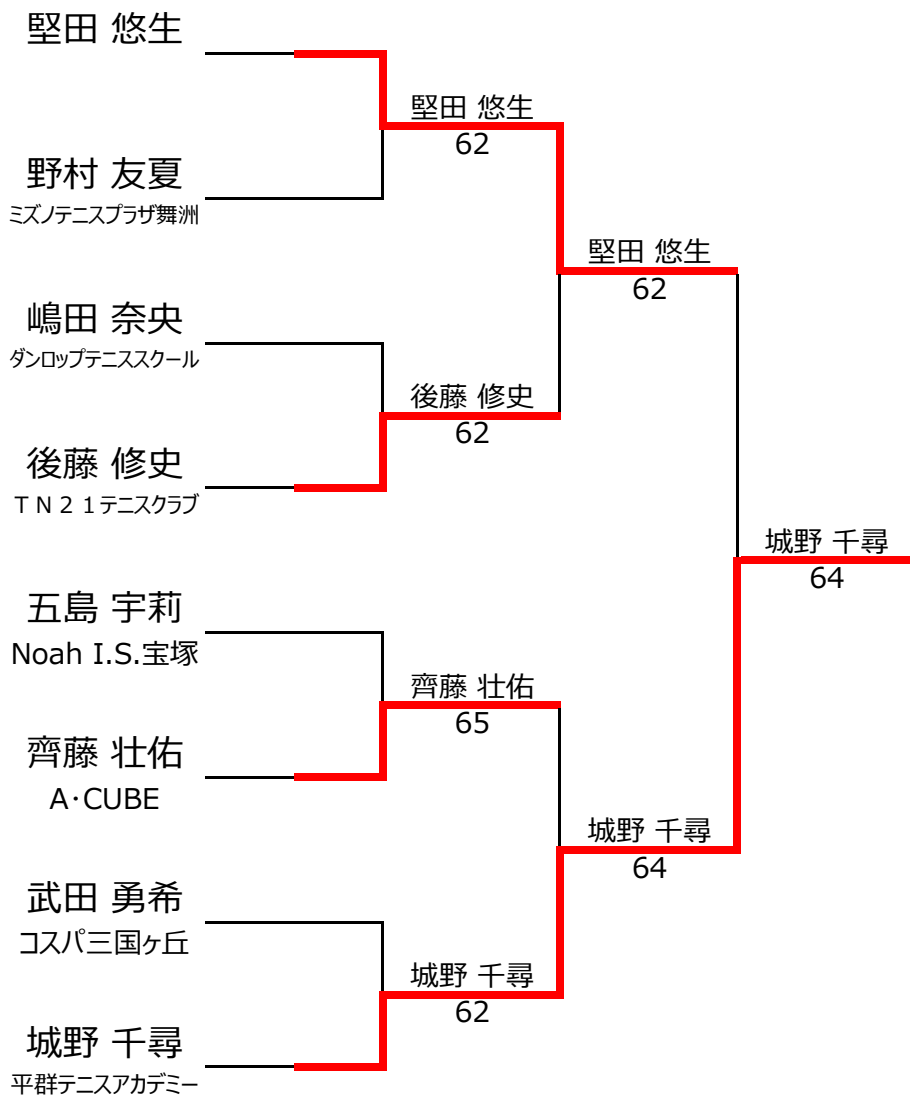 堅田 悠生
野村 友夏
ミズノテニスプラザ舞洲
嶋田 奈央
ダンロップテニススクール
後藤 修史
TN21テニスクラブ
五島 宇莉
Noah I.S.宝塚
齊藤 壮佑
A･CUBE
武田 勇希
コスパ三国ヶ丘
城野 千尋
平群テニスアカデミー
堅田 悠生
62
後藤 修史
62
齊藤 壮佑
65
城野 千尋
62
堅田 悠生
62
城野 千尋
64
城野 千尋
64